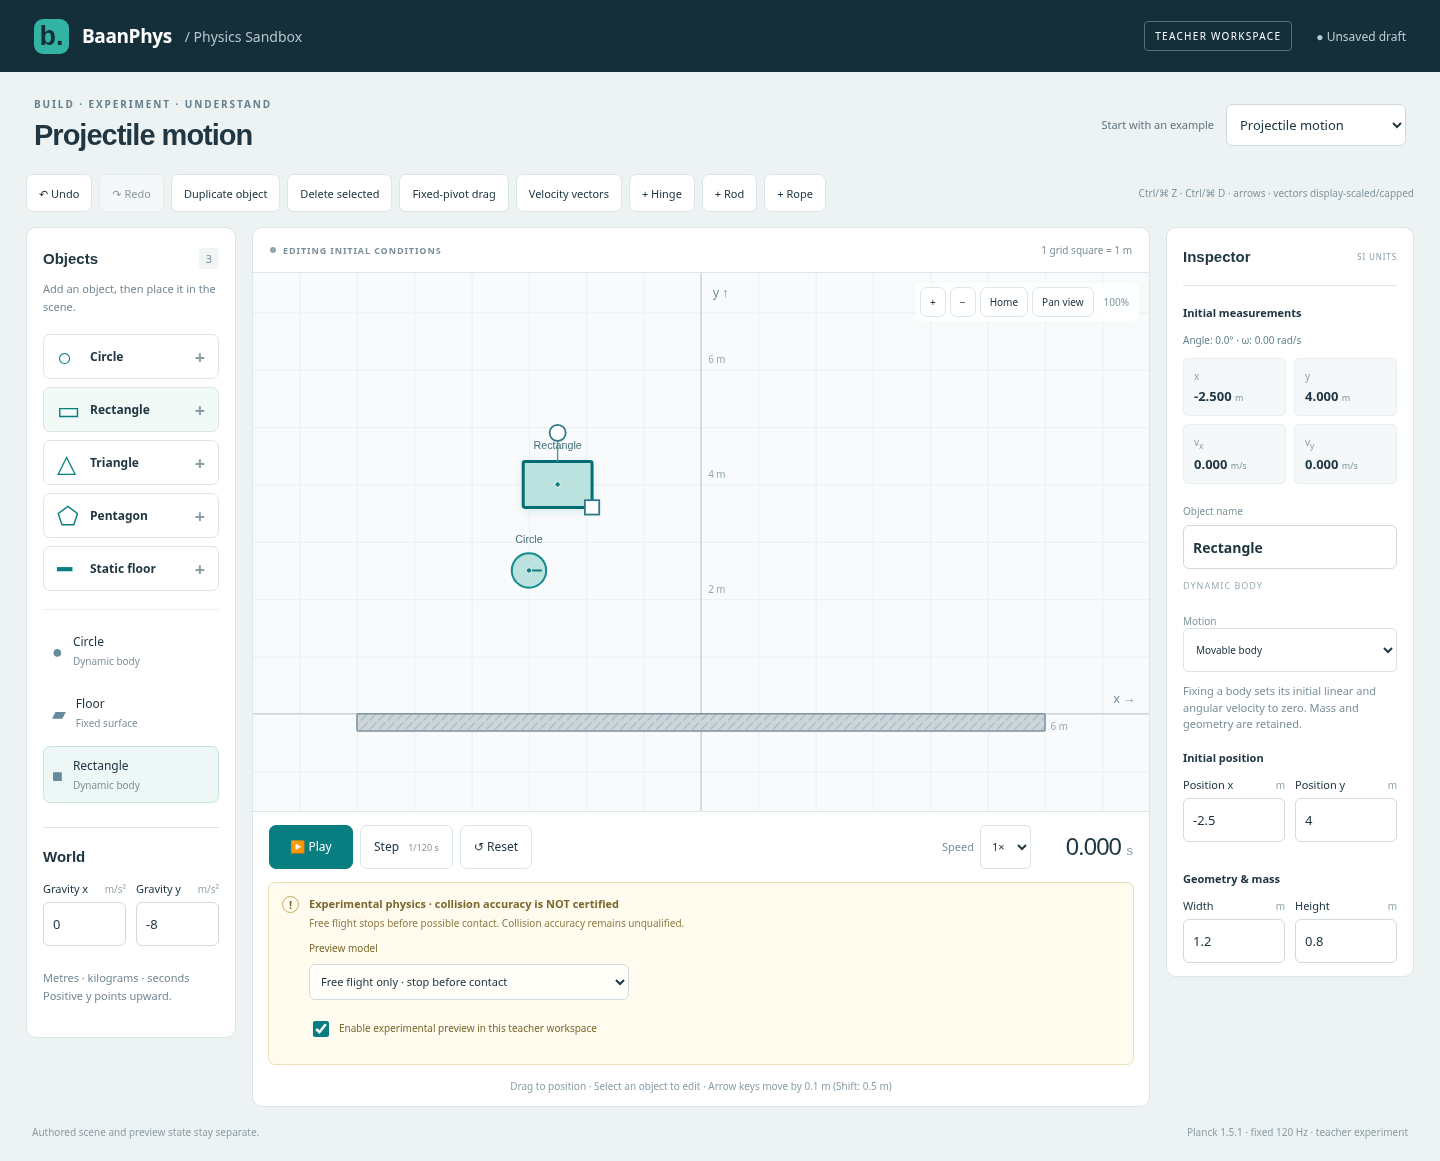 b. BaanPhys / Physics Sandbox
TEACHER WORKSPACE
● Unsaved draft
BUILD · EXPERIMENT · UNDERSTAND
Projectile motion
Start with an example
Projectile motion
↶ Undo
↷ Redo
Duplicate object
Delete selected
Fixed-pivot drag
Velocity vectors
+ Hinge
+ Rod
+ Rope
Ctrl/⌘ Z · Ctrl/⌘ D · arrows · vectors display-scaled/capped
Objects
3
Add an object, then place it in the
scene.
Circle +
Rectangle +
Triangle +
Pentagon +
Static floor +
Circle
Dynamic body
Floor
Fixed surface
Rectangle
Dynamic body
World
Gravity x m/s²
Gravity y m/s²
0
-8
Metres · kilograms · seconds
Positive y points upward.
EDITING INITIAL CONDITIONS
1 grid square = 1 m
y ↑
+
−
Home
Pan view
100%
6 m
Rectangle
4 m
Circle
2 m
x →
6 m
▶ Play
Step 1/120 s
↺ Reset
Speed
1×
0.000 s
! Experimental physics · collision accuracy is NOT certified
Free flight stops before possible contact. Collision accuracy remains unqualified.
Preview model
Free flight only · stop before contact
Enable experimental preview in this teacher workspace
Drag to position · Select an object to edit · Arrow keys move by 0.1 m (Shift: 0.5 m)
Inspector
SI UNITS
Initial measurements
Angle: 0.0° · ω: 0.00 rad/s
x
-2.500 m
y
4.000 m
vx
0.000 m/s
vy
0.000 m/s
Object name
Rectangle
DYNAMIC BODY
Motion
Movable body
Fixing a body sets its initial linear and
angular velocity to zero. Mass and
geometry are retained.
Initial position
Position x m
Position y m
-2.5
4
Geometry & mass
Width m
Height m
1.2
0.8
Authored scene and preview state stay separate.
Planck 1.5.1 · fixed 120 Hz · teacher experiment